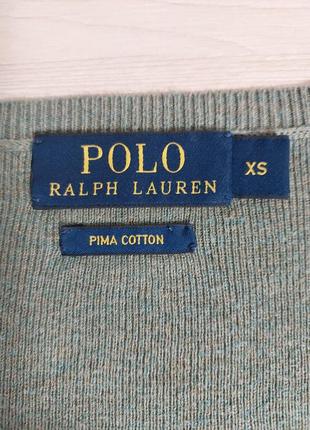 POLO
RALPH LAUREN
XS
PIMA COTTON